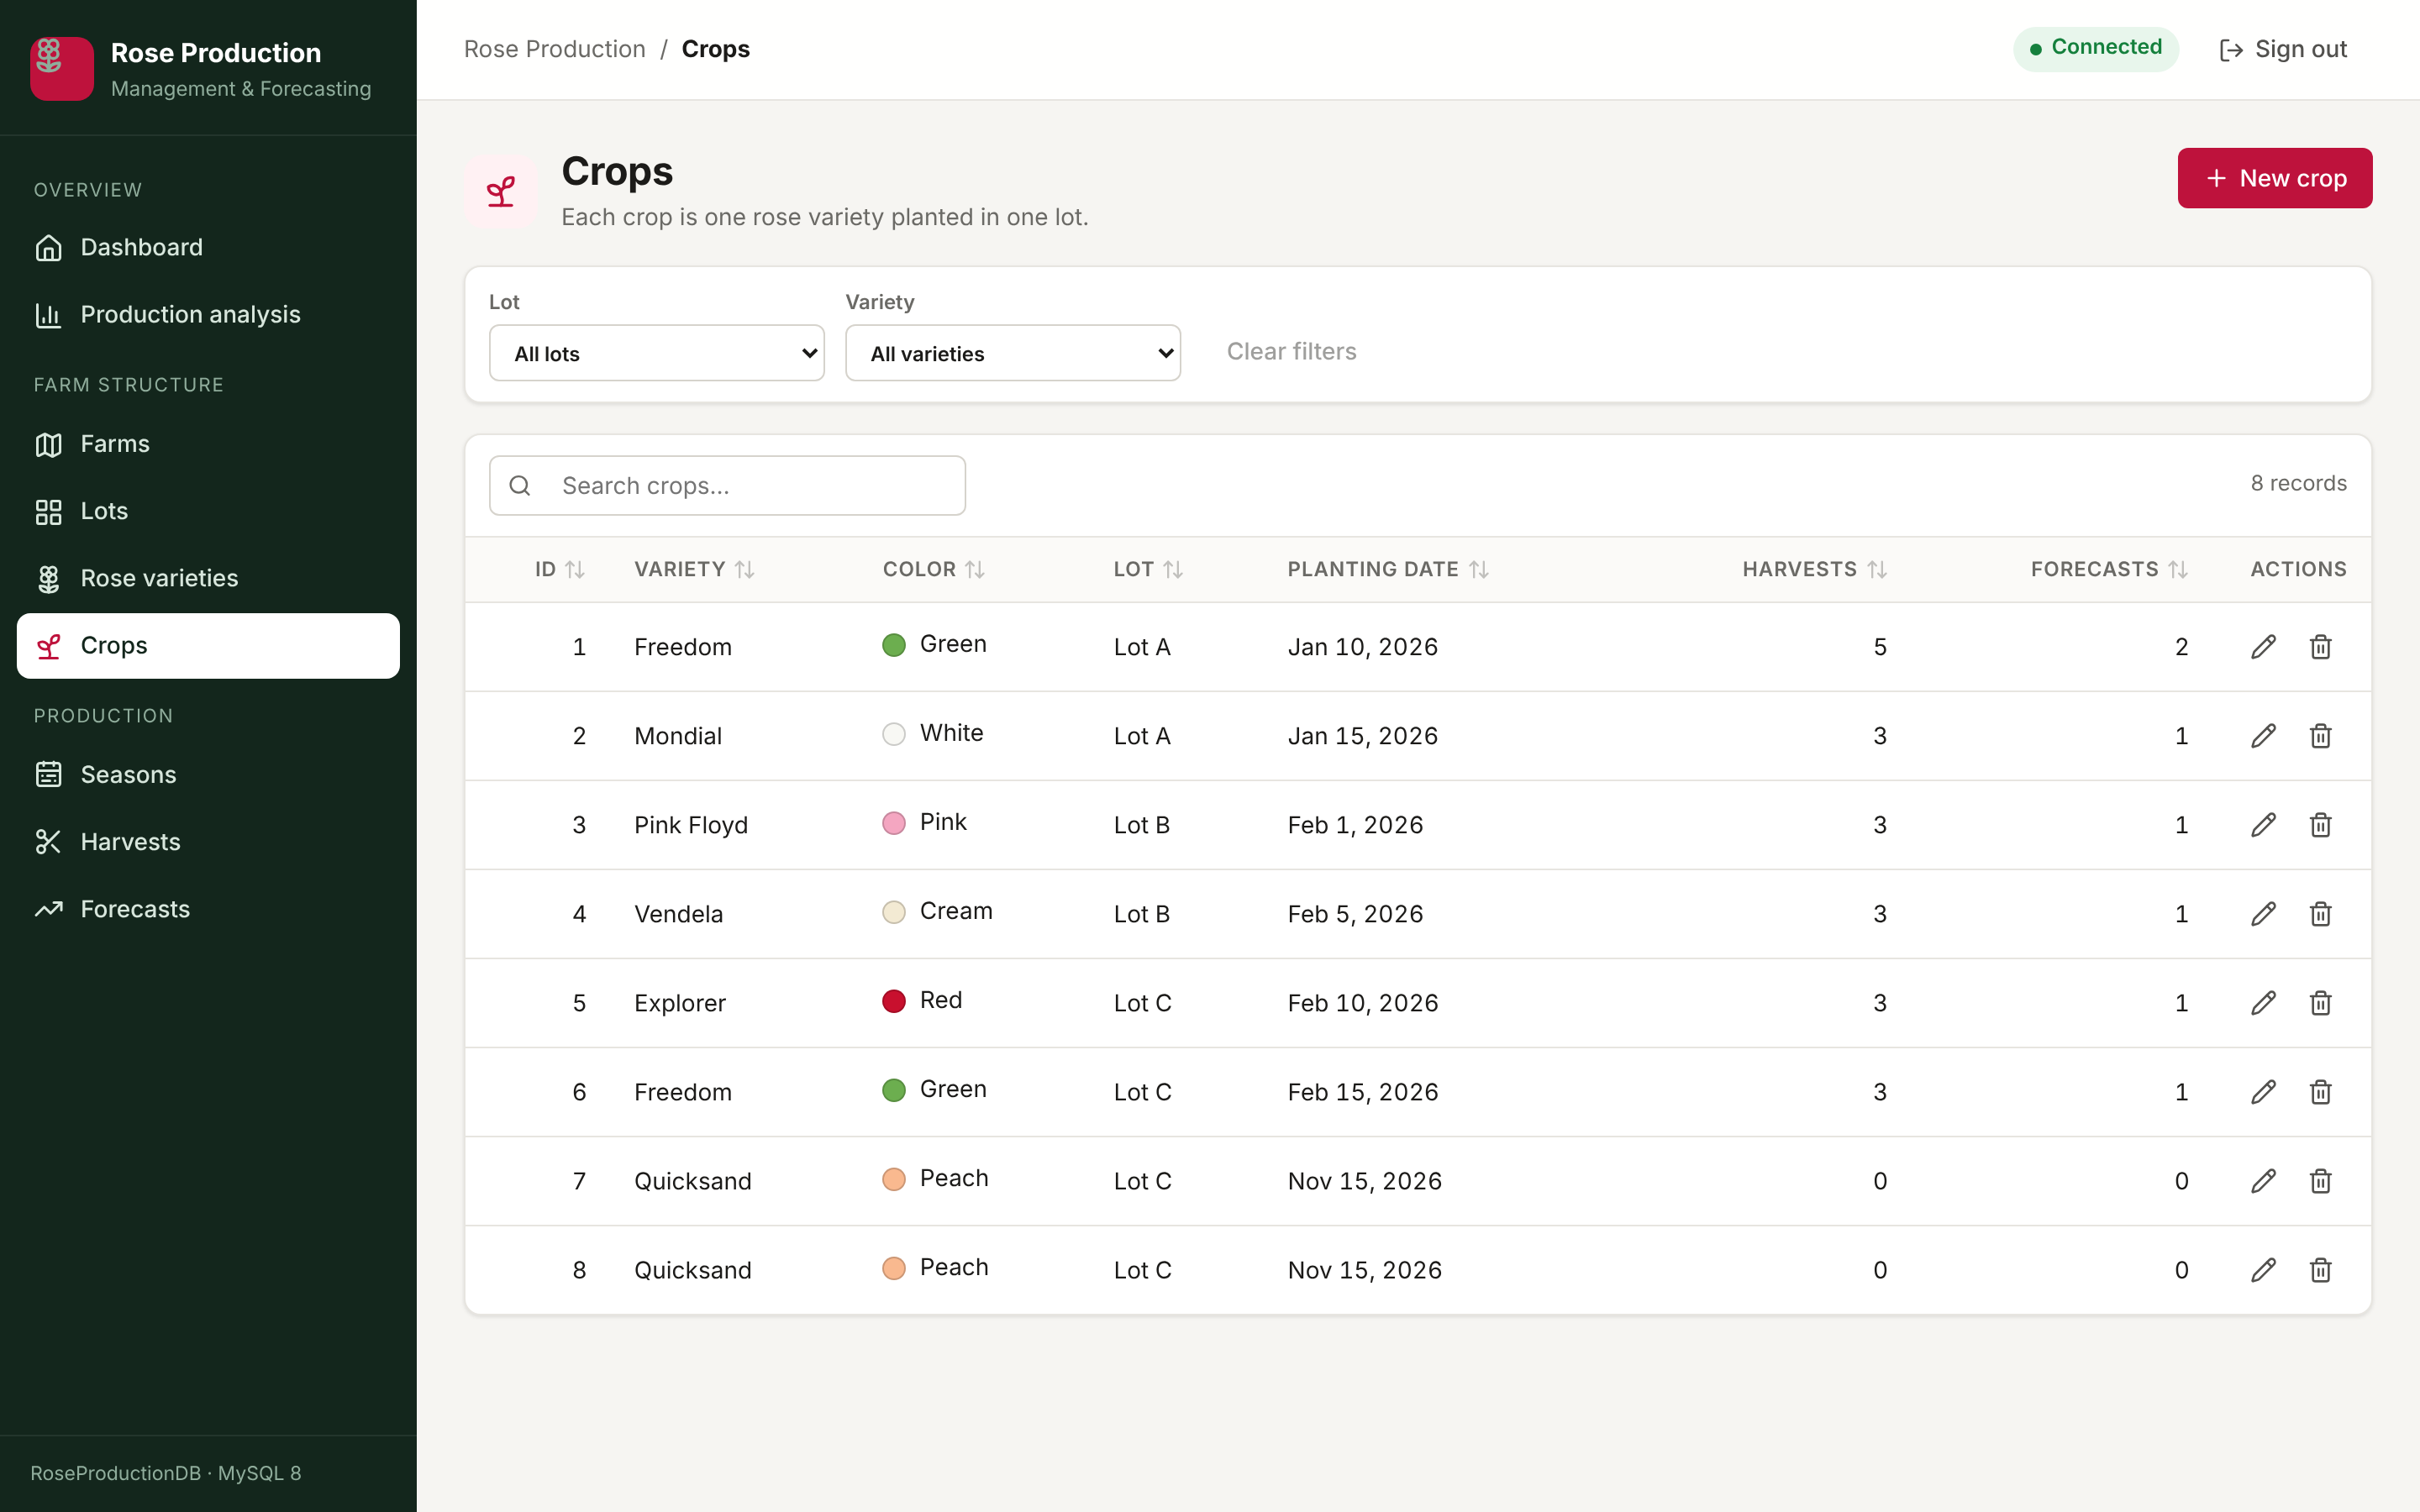 Rose Production
Management & Forecasting
OVERVIEW
Dashboard
Production analysis
FARM STRUCTURE
Farms
Lots
Rose varieties
Crops
PRODUCTION
Seasons
Harvests
Forecasts
RoseProductionDB · MySQL 8
Rose Production / Crops
Connected
Sign out
Crops
Each crop is one rose variety planted in one lot.
New crop
Lot
Variety
All lots
All varieties
Clear filters
Search crops...
8 records
ID VARIETY COLOR LOT PLANTING DATE HARVESTS FORECASTS ACTIONS
1 Freedom Green Lot A Jan 10, 2026 5 2
2 Mondial White Lot A Jan 15, 2026 3 1
3 Pink Floyd Pink Lot B Feb 1, 2026 3 1
4 Vendela Cream Lot B Feb 5, 2026 3 1
5 Explorer Red Lot C Feb 10, 2026 3 1
6 Freedom Green Lot C Feb 15, 2026 3 1
7 Quicksand Peach Lot C Nov 15, 2026 0 0
8 Quicksand Peach Lot C Nov 15, 2026 0 0